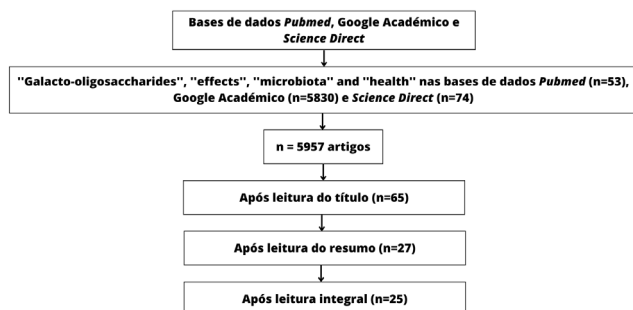 Bases de dados Pubmed, Google Académico e
Science Direct
"Galacto-oligosaccharides", "effects", "microbiota" and "health" nas bases de dados Pubmed (n=53),
Google Académico (n=5830) e Science Direct (n=74)
n = 5957 artigos
Após leitura do título (n=65)
Após leitura do resumo (n=27)
Após leitura integral (n=25)